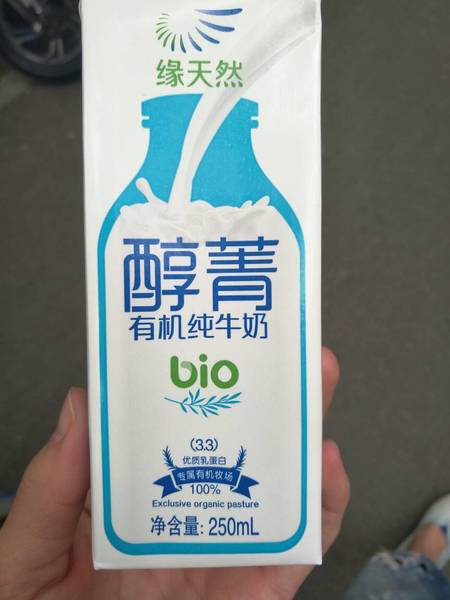 缘天然
醇菁
有机纯牛奶
bio
(3.3)
优质乳蛋白
专属有机牧场
100%
Exclusive organic pasture
净含量: 250mL